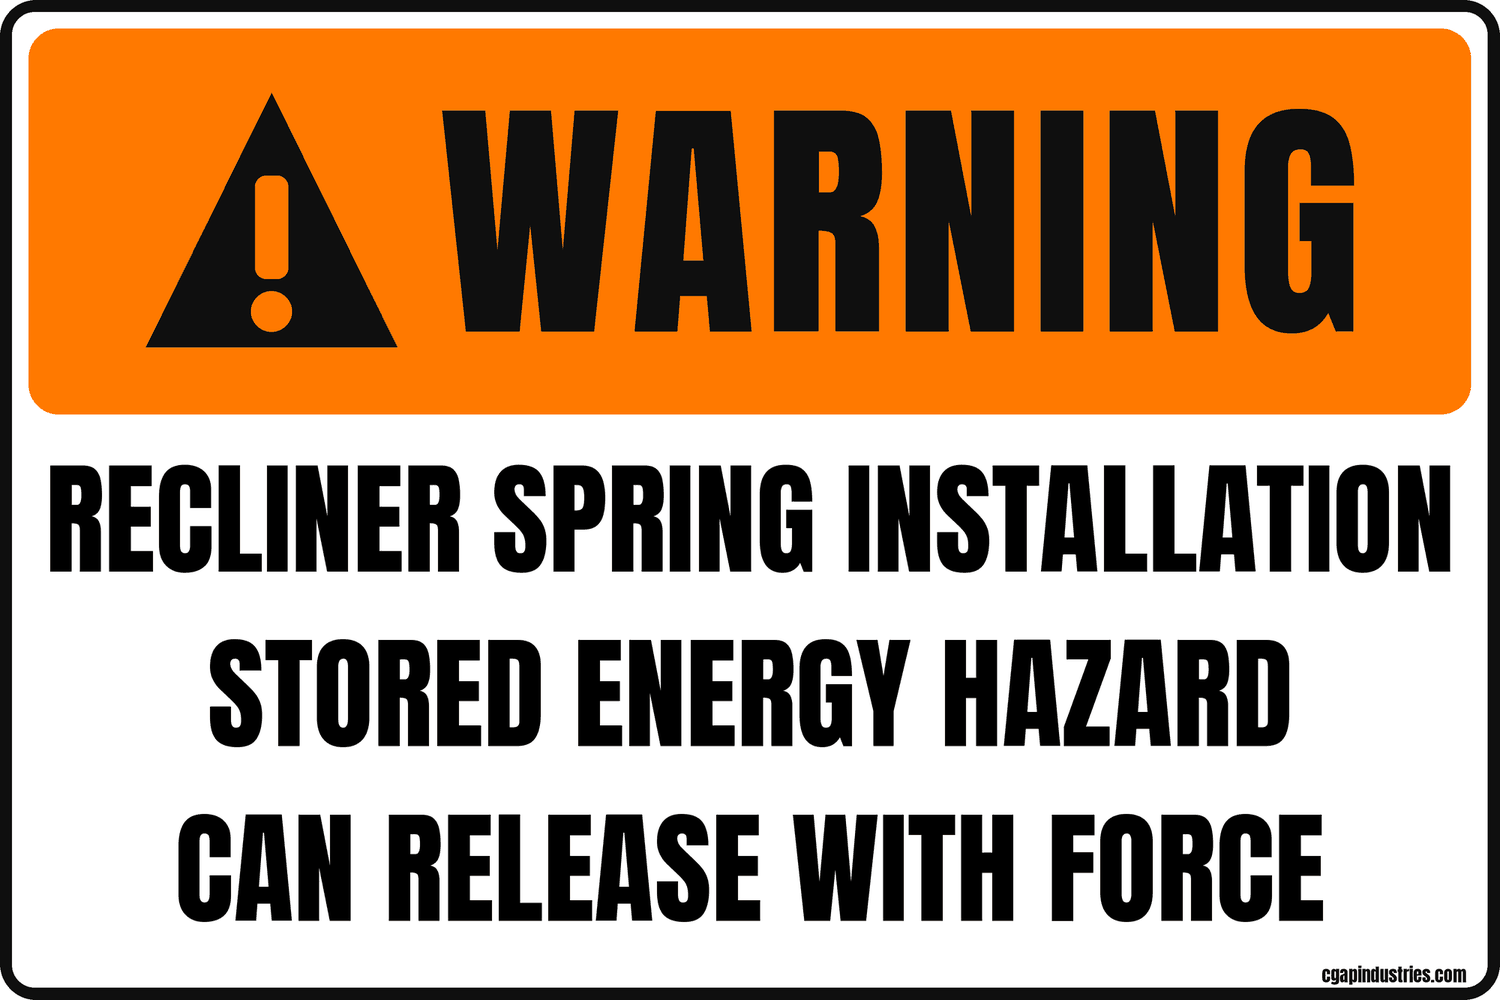 WARNING
RECLINER SPRING INSTALLATION
STORED ENERGY HAZARD
CAN RELEASE WITH FORCE
cgapindustries.com